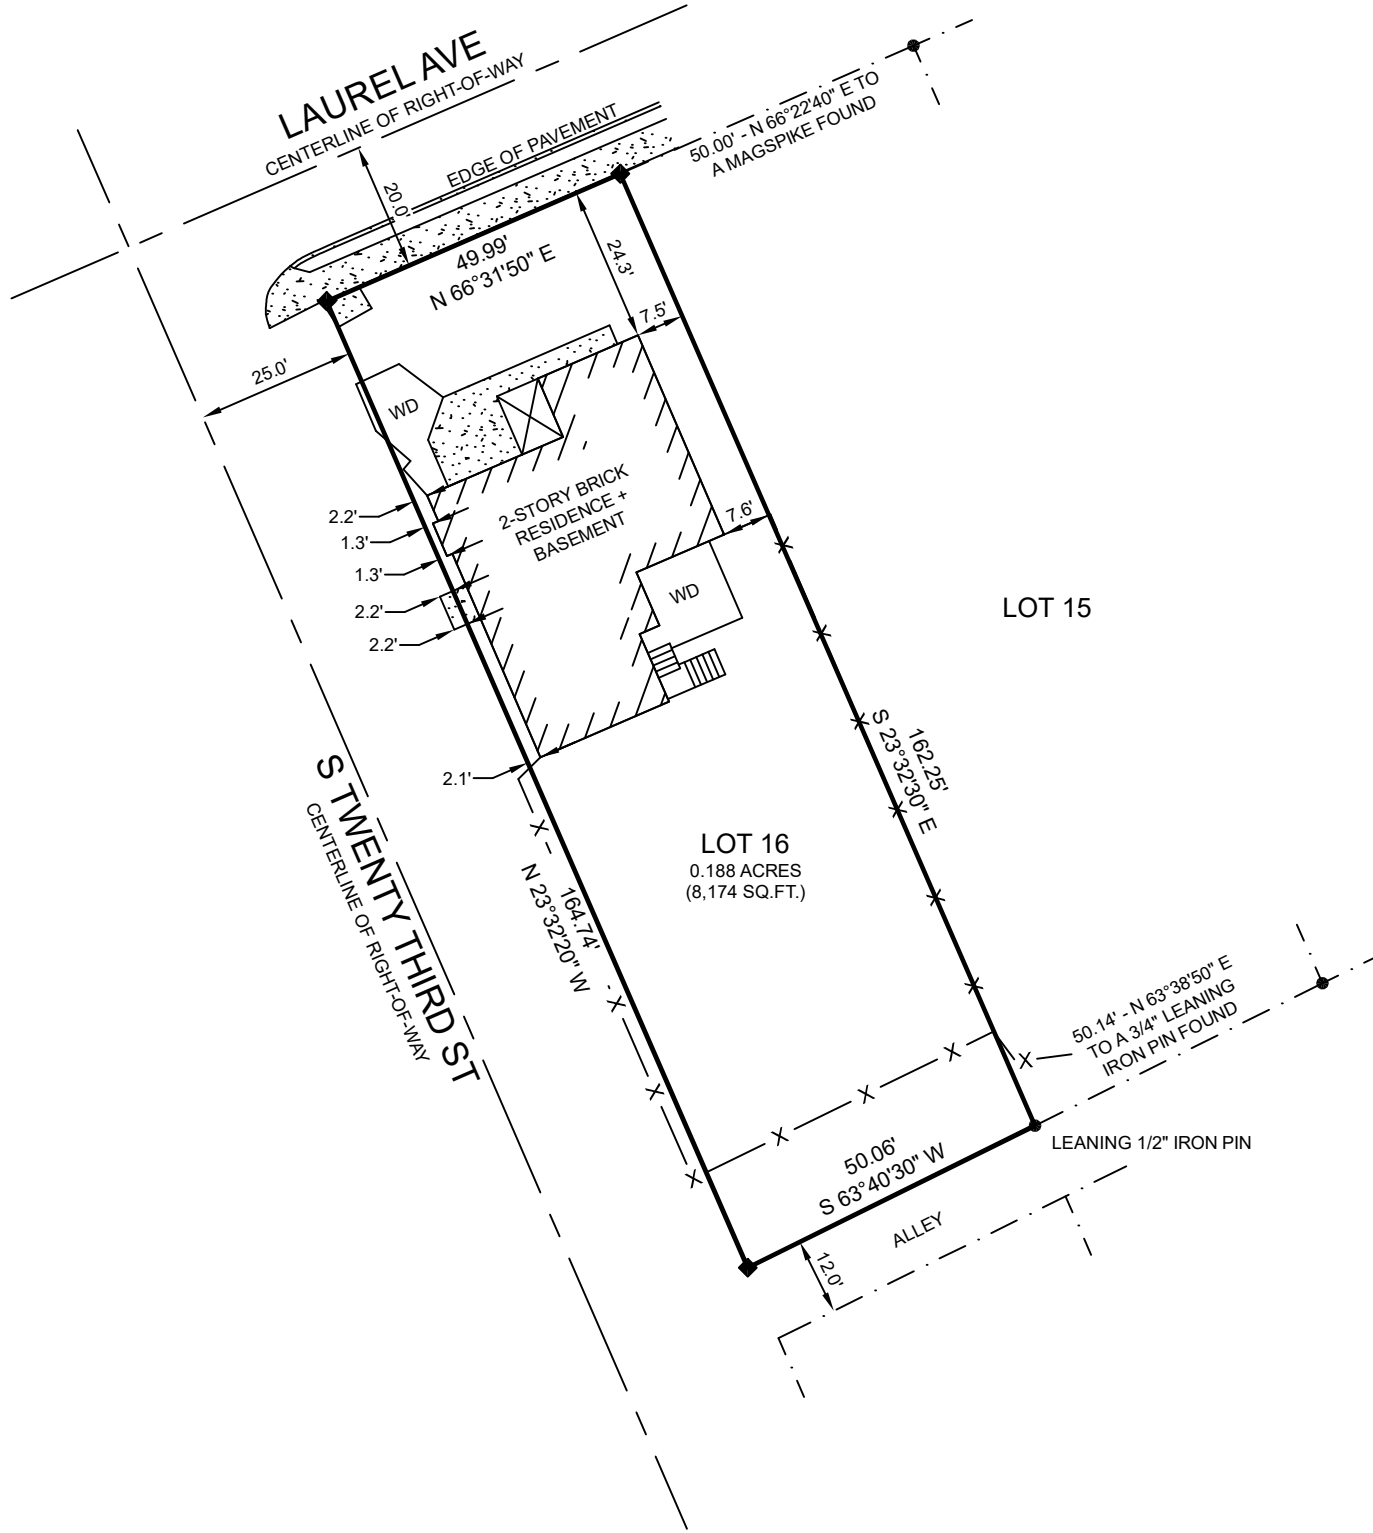 LAUREL AVE
CENTERLINE OF RIGHT-OF-WAY
EDGE OF PAVEMENT
50.00' - N 66°22'40" E TO
A MAGSPIKE FOUND
20.0'
49.99'
N 66°31'50" E
24.3'
7.5'
25.0'
WD
2-STORY BRICK
RESIDENCE +
BASEMENT
2.2'
1.3'
1.3'
2.2'
2.2'
7.6'
WD
LOT 15
2.1'
S TWENTY THIRD ST
CENTERLINE OF RIGHT-OF-WAY
162.25'
S 23°32'30" E
LOT 16
0.188 ACRES
(8,174 SQ.FT.)
164.74'
N 23°32'20" W
50.14' - N 63°38'50" E
TO A 3/4" LEANING
IRON PIN FOUND
LEANING 1/2" IRON PIN
50.06'
S 63°40'30" W
ALLEY
12.0'